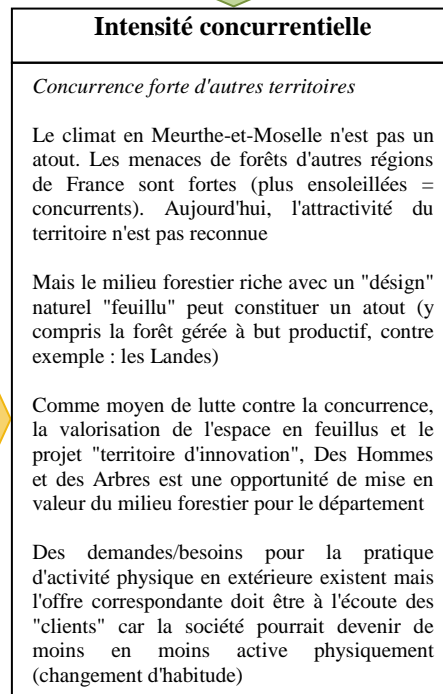 Intensité concurrentielle
Concurrence forte d'autres territoires
Le climat en Meurthe-et-Moselle n'est pas un
atout. Les menaces de forêts d'autres régions
de France sont fortes (plus ensoleillées =
concurrents). Aujourd'hui, l'attractivité du
territoire n'est pas reconnue
Mais le milieu forestier riche avec un "désign"
naturel "feuillu" peut constituer un atout (y
compris la forêt gérée à but productif, contre
exemple : les Landes)
Comme moyen de lutte contre la concurrence,
la valorisation de l'espace en feuillus et le
projet "territoire d'innovation", Des Hommes
et des Arbres est une opportunité de mise en
valeur du milieu forestier pour le département
Des demandes/besoins pour la pratique
d'activité physique en extérieure existent mais
l'offre correspondante doit être à l'écoute des
"clients" car la société pourrait devenir de
moins en moins active physiquement
(changement d'habitude)